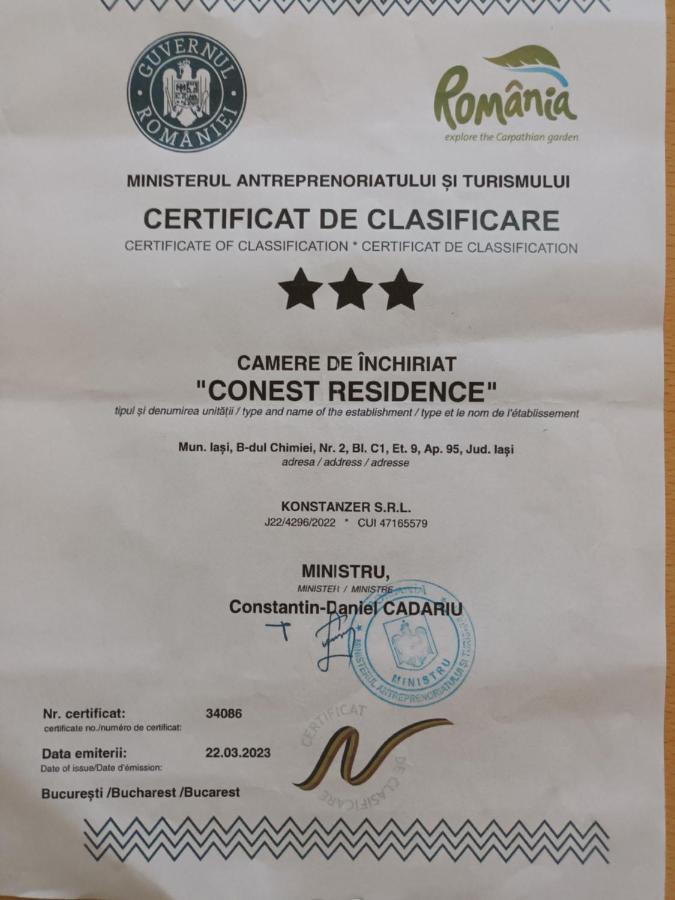 GUVERNUL
ROMÂNIEI
România
explore the Carpathian garden
MINISTERUL ANTREPRENORIATULUI ȘI TURISMULUI
CERTIFICAT DE CLASIFICARE
CERTIFICATE OF CLASSIFICATION * CERTIFICAT DE CLASSIFICATION
CAMERE DE ÎNCHIRIAT
"CONEST RESIDENCE"
tipul și denumirea unității / type and name of the establishment / type et le nom de l'établissement
Mun. Iași, B-dul Chimiei, Nr. 2, Bl. C1, Et. 9, Ap. 95, Jud. Iași
adresa / address / adresse
KONSTANZER S.R.L.
J22/4296/2022 * CUI 47165579
MINISTRU,
MINISTER / MINISTRE
Constantin-Daniel CADARIU
ROMÂNIA
MINISTERUL ANTREPRENORIATULUI ȘI TURISMULUI
MINISTRU
Nr. certificat: 34086
certificate no./numéro de certificat:
Data emiterii: 22.03.2023
Date of issue/Date d'émission:
București /Bucharest /Bucarest
CERTIFICAT
DE CLASIFICARE